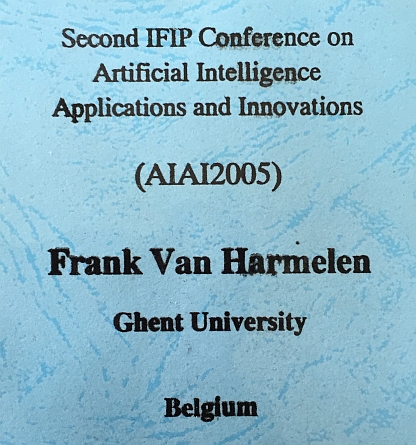 Second IFIP Conference on
Artificial Intelligence
Applications and Innovations
(AIAI2005)
Frank Van Harmelen
Ghent University
Belgium